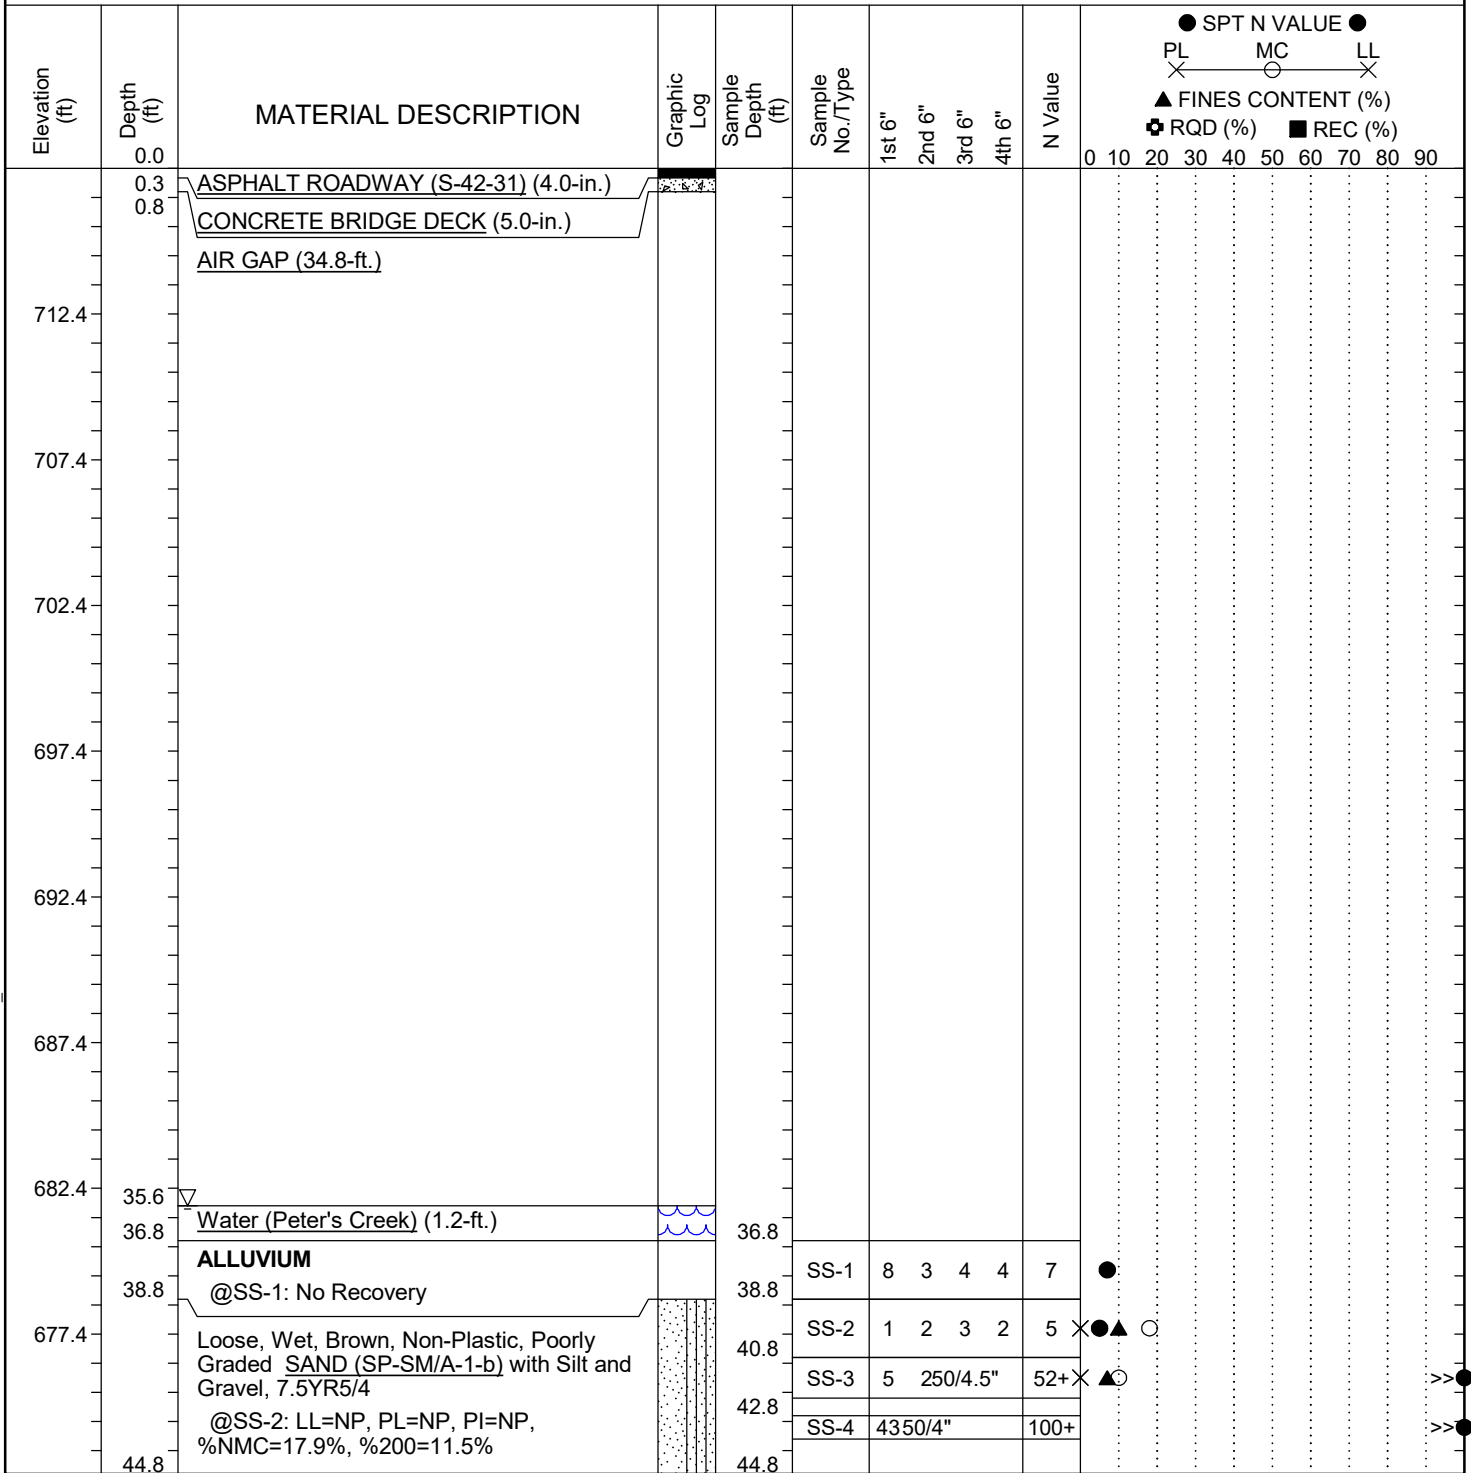 Elevation (ft)
Depth (ft)
0.0
MATERIAL DESCRIPTION
Graphic Log
Sample Depth (ft)
Sample No./Type
1st 6"
2nd 6"
3rd 6"
4th 6"
N Value
● SPT N VALUE ●
PL MC LL
▲ FINES CONTENT (%)
RQD (%) ■ REC (%)
0 10 20 30 40 50 60 70 80 90
0.3 ASPHALT ROADWAY (S-42-31) (4.0-in.)
0.8
CONCRETE BRIDGE DECK (5.0-in.)
AIR GAP (34.8-ft.)
712.4
707.4
702.4
697.4
692.4
687.4
682.4
35.6
Water (Peter's Creek) (1.2-ft.)
36.8 36.8
ALLUVIUM
SS-1 8 3 4 4 7
@SS-1: No Recovery
38.8 38.8
677.4
SS-2 1 2 3 2 5
Loose, Wet, Brown, Non-Plastic, Poorly
40.8
Graded SAND (SP-SM/A-1-b) with Silt and
Gravel, 7.5YR5/4
SS-3 5 2 50/4.5" 52+ >>
42.8
@SS-2: LL=NP, PL=NP, PI=NP,
SS-4 43 50/4" 100+ >>
%NMC=17.9%, %200=11.5%
44.8 44.8